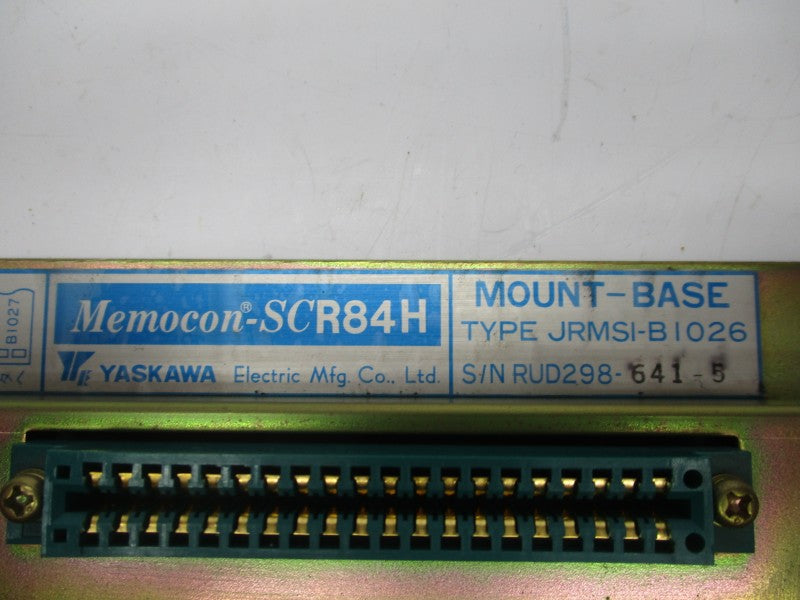 B1027
Memocon®-SCR84H
YASKAWA Electric Mfg. Co., Ltd.
MOUNT-BASE
TYPE JRMSI-B1026
S/N RUD298-641-5